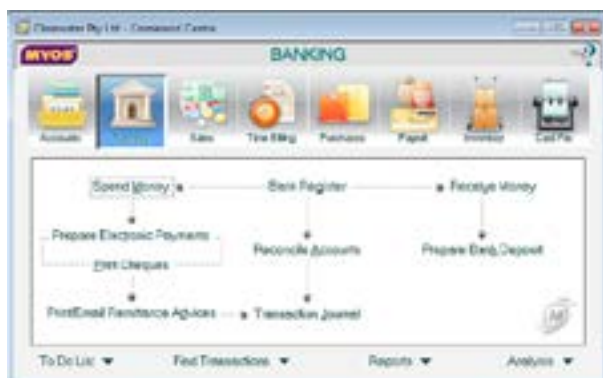 Clearwater Pty Ltd - Command Centre
MYOB
BANKING
Accounts Banking Sales Time Billing Purchases Payroll Inventory Card File
Spend Money Bank Register Receive Money
Prepare Electronic Payments
Reconcile Accounts Prepare Bank Deposit
Print Cheques
Print/Email Remittance Advices Transaction Journal
To Do List Find Transactions Reports Analysis